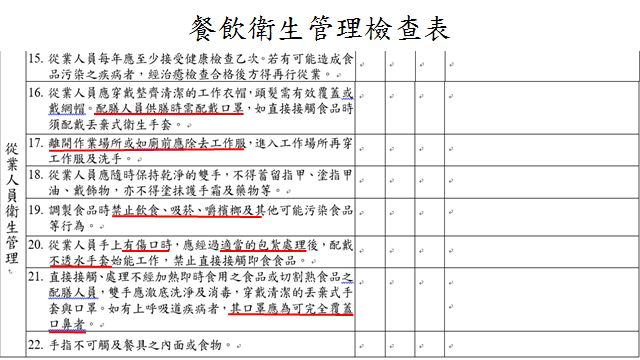 餐飲衛生管理檢查表
從業人員衛生管理
15. 從業人員每年應至少接受健康檢查乙次。若有可能造成食
品污染之疾病者，經治癒檢查合格後方得再行從業。
16. 從業人員應穿戴整齊清潔的工作衣帽，頭髮需有效覆蓋或
戴網帽。配膳人員供膳時需配戴口罩，如直接接觸食品時
須配戴丟棄式衛生手套。
17. 離開作業場所或如廁前應除去工作服，進入工作場所再穿
工作服及洗手。
18. 從業人員應隨時保持乾淨的雙手，不得蓄留指甲、塗指甲
油、戴飾物，亦不得塗抹護手霜及藥物等。
19. 調製食品時禁止飲食、吸菸、嚼檳榔及其他可能污染食品
等行為。
20. 從業人員手上有傷口時，應經過適當的包紮處理後，配戴
不透水手套始能工作，禁止直接接觸即食食品。
21. 直接接觸、處理不經加熱即時食用之食品或切割熟食品之
配膳人員，雙手應澈底洗淨及消毒，穿戴清潔的丟棄式手
套與口罩。如有上呼吸道疾病者，其口罩應為可完全覆蓋
口鼻者。
22. 手指不可觸及餐具之內面或食物。